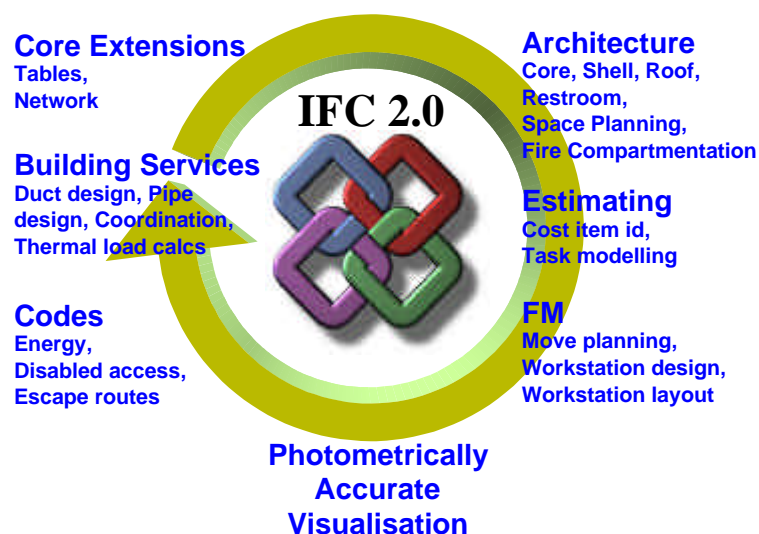 IFC 2.0
Core Extensions
Tables,
Network
Building Services
Duct design, Pipe
design, Coordination,
Thermal load calcs
Codes
Energy,
Disabled access,
Escape routes
Architecture
Core, Shell, Roof,
Restroom,
Space Planning,
Fire Compartmentation
Estimating
Cost item id,
Task modelling
FM
Move planning,
Workstation design,
Workstation layout
Photometrically
Accurate
Visualisation